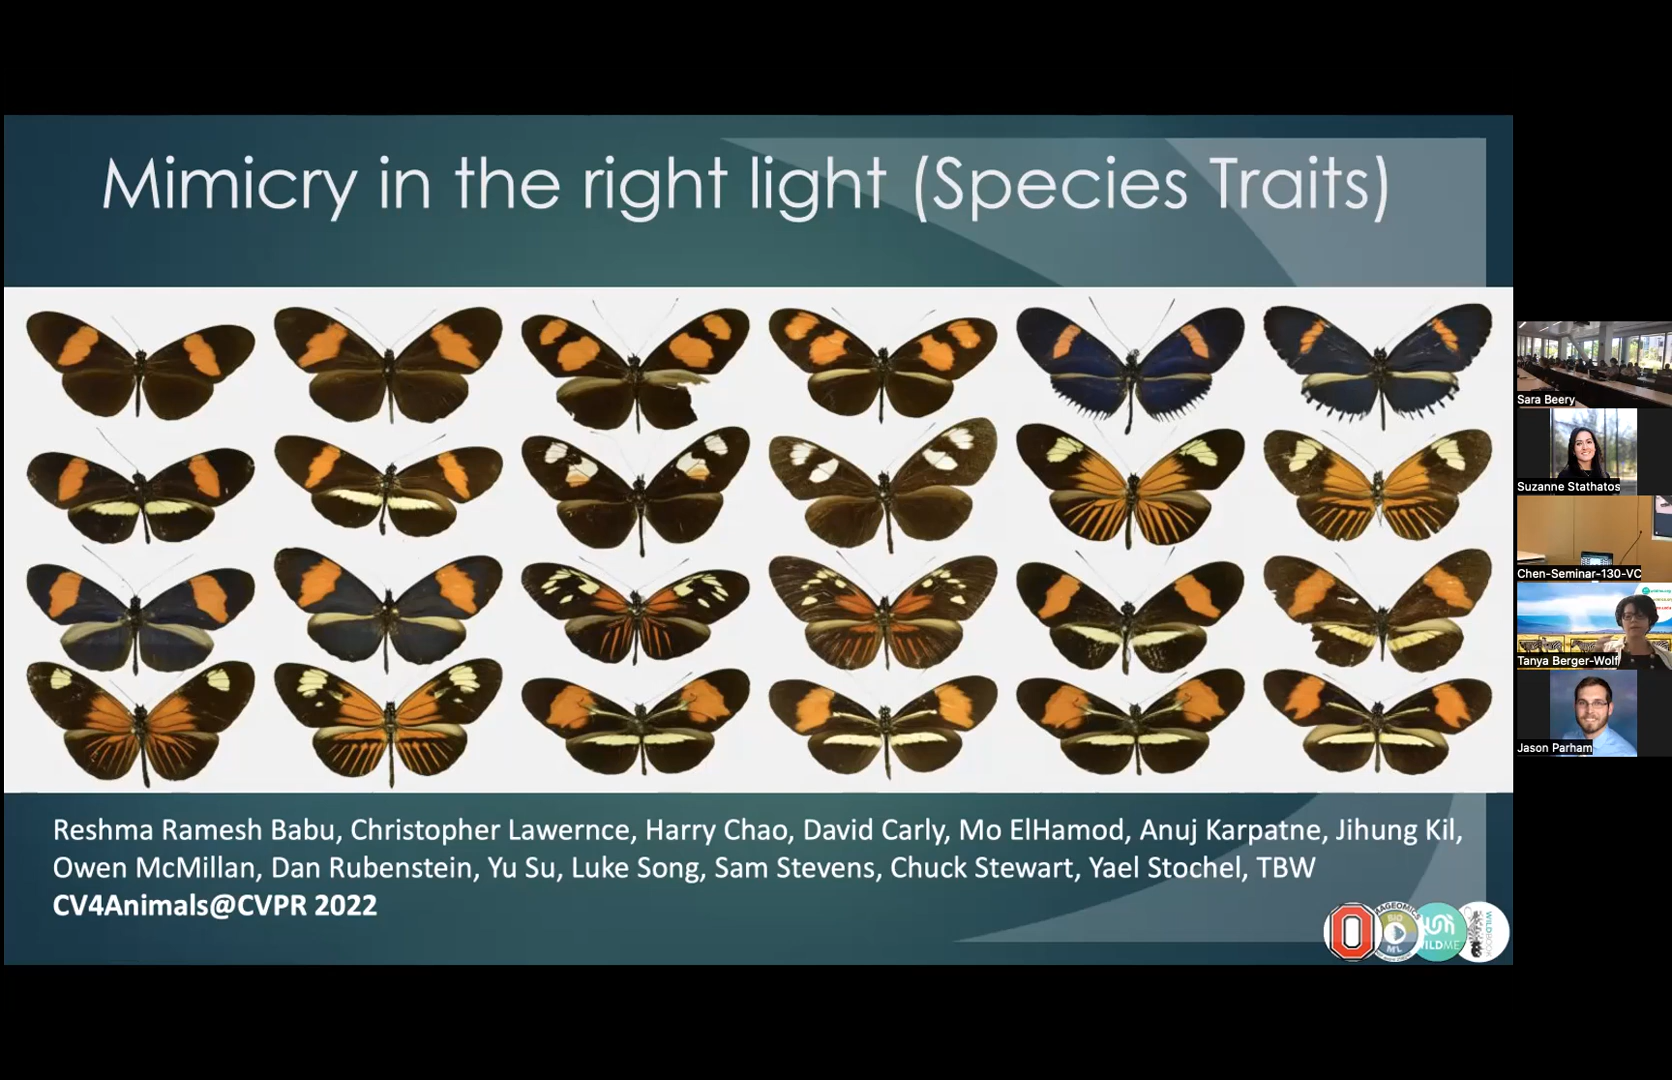 Mimicry in the right light (Species Traits)
Reshma Ramesh Babu, Christopher Lawernce, Harry Chao, David Carly, Mo ElHamod, Anuj Karpatne, Jihung Kil,
Owen McMillan, Dan Rubenstein, Yu Su, Luke Song, Sam Stevens, Chuck Stewart, Yael Stochel, TBW
CV4Animals@CVPR 2022
Sara Beery
Suzanne Stathatos
Chen-Seminar-130-VC
Tanya Berger-Wolf
Jason Parham